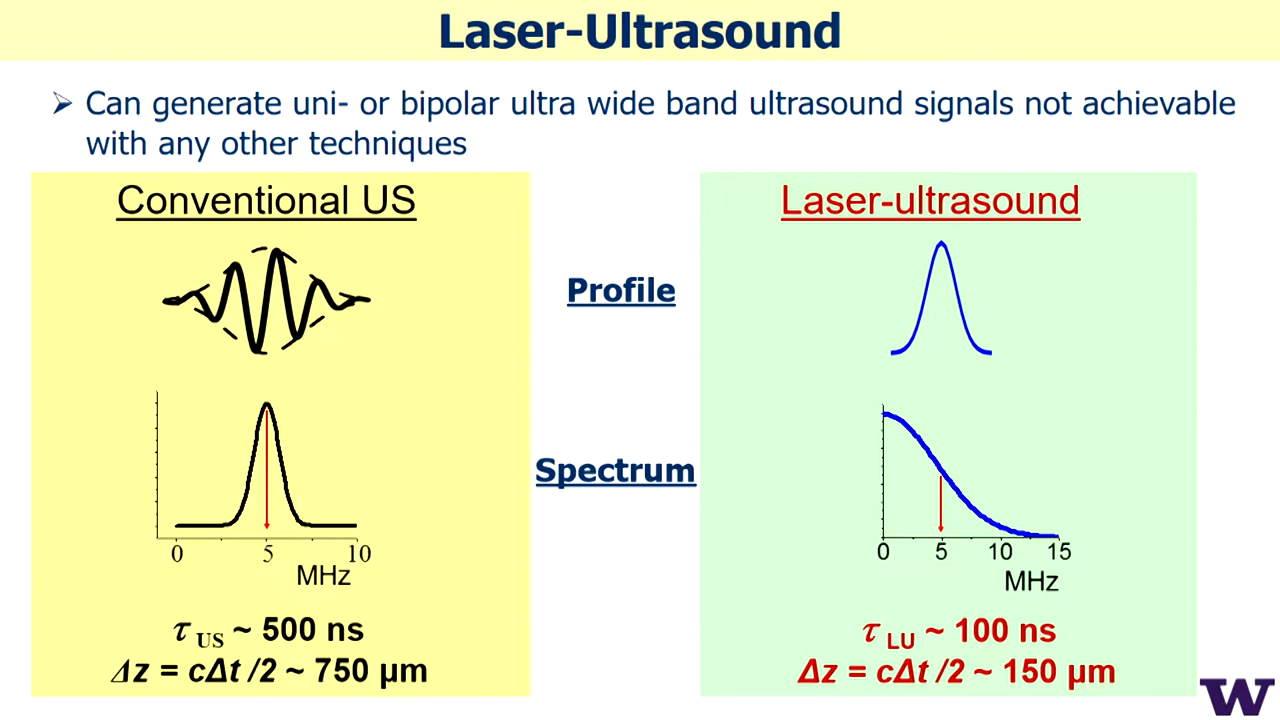 Laser-Ultrasound
➢ Can generate uni- or bipolar ultra wide band ultrasound signals not achievable
with any other techniques
Conventional US
Laser-ultrasound
Profile
Spectrum
0 5 10
MHz
0 5 10 15
MHz
τ US ~ 500 ns
Δz = cΔt /2 ~ 750 μm
τ LU ~ 100 ns
Δz = cΔt /2 ~ 150 μm
W